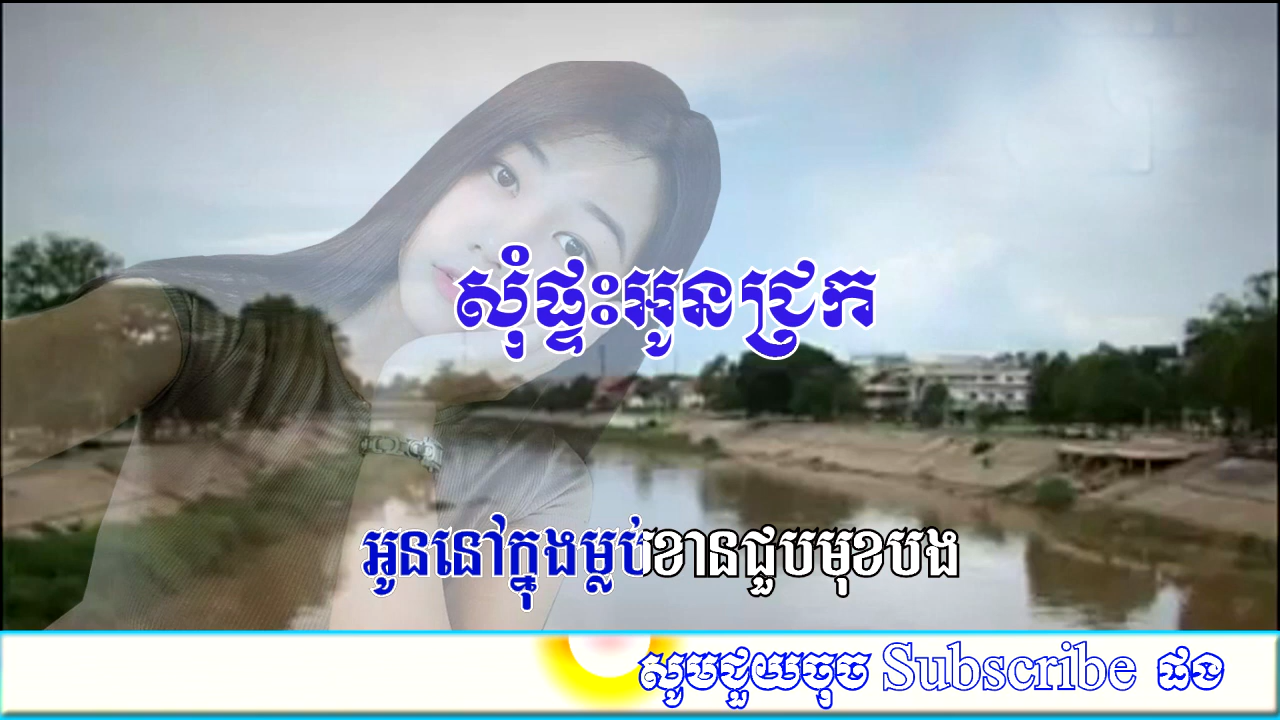 សុំផ្ទះអូនជ្រក
អូននៅក្នុងម្លប់ខានជួបមុខបង
សូមជួយចុច Subscribe ផង